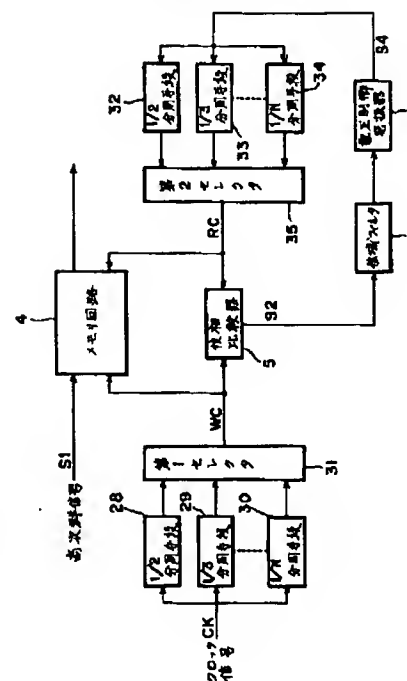 高次群信号
S1
4
メモリ回路
クロック CK
信号
28
1/2
分周手段
29
1/3
分周手段
30
1/N
分周手段
第1セレクタ
31
WC
位相
比較器
5
S2
RC
第2セレクタ
35
32
1/2
分周手段
33
1/3
分周手段
34
1/N
分周手段
低域フィルタ
電圧制御
発振器
S4